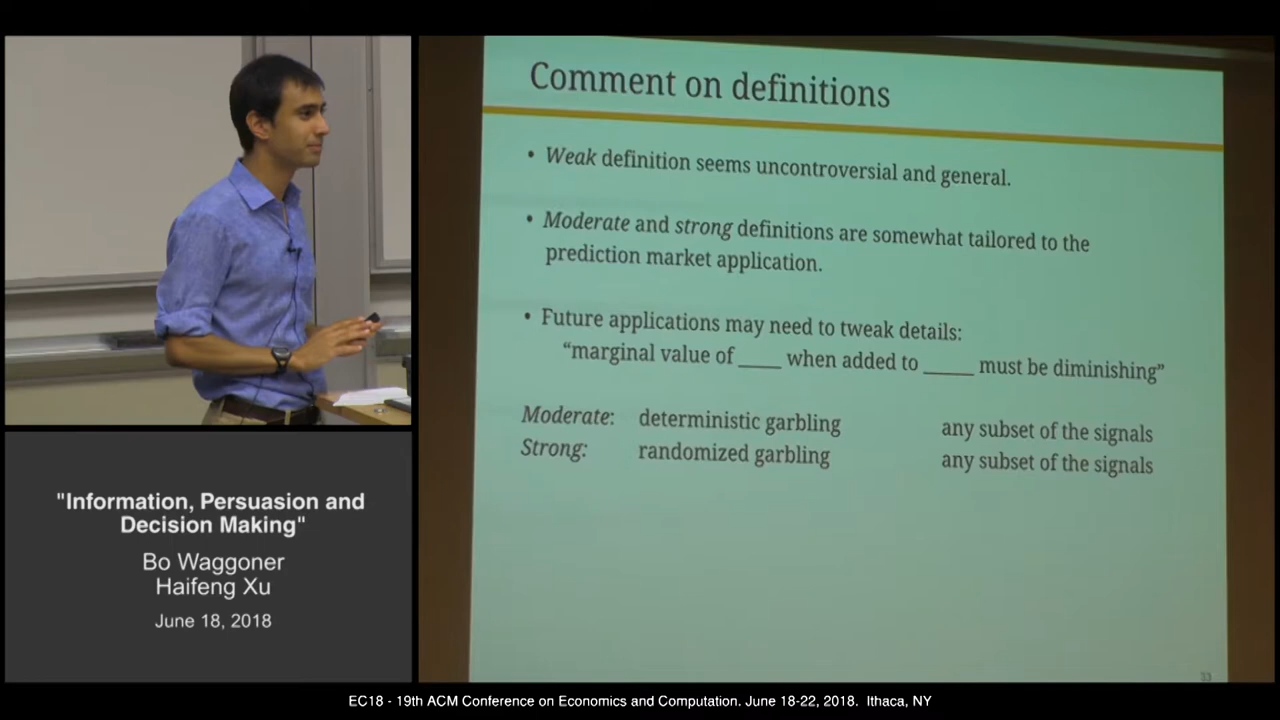 Comment on definitions
• Weak definition seems uncontroversial and general.
• Moderate and strong definitions are somewhat tailored to the
prediction market application.
• Future applications may need to tweak details:
“marginal value of ____ when added to _____ must be diminishing”
Moderate: deterministic garbling any subset of the signals
Strong: randomized garbling any subset of the signals
33
"Information, Persuasion and
Decision Making"
Bo Waggoner
Haifeng Xu
June 18, 2018
EC18 - 19th ACM Conference on Economics and Computation. June 18-22, 2018. Ithaca, NY